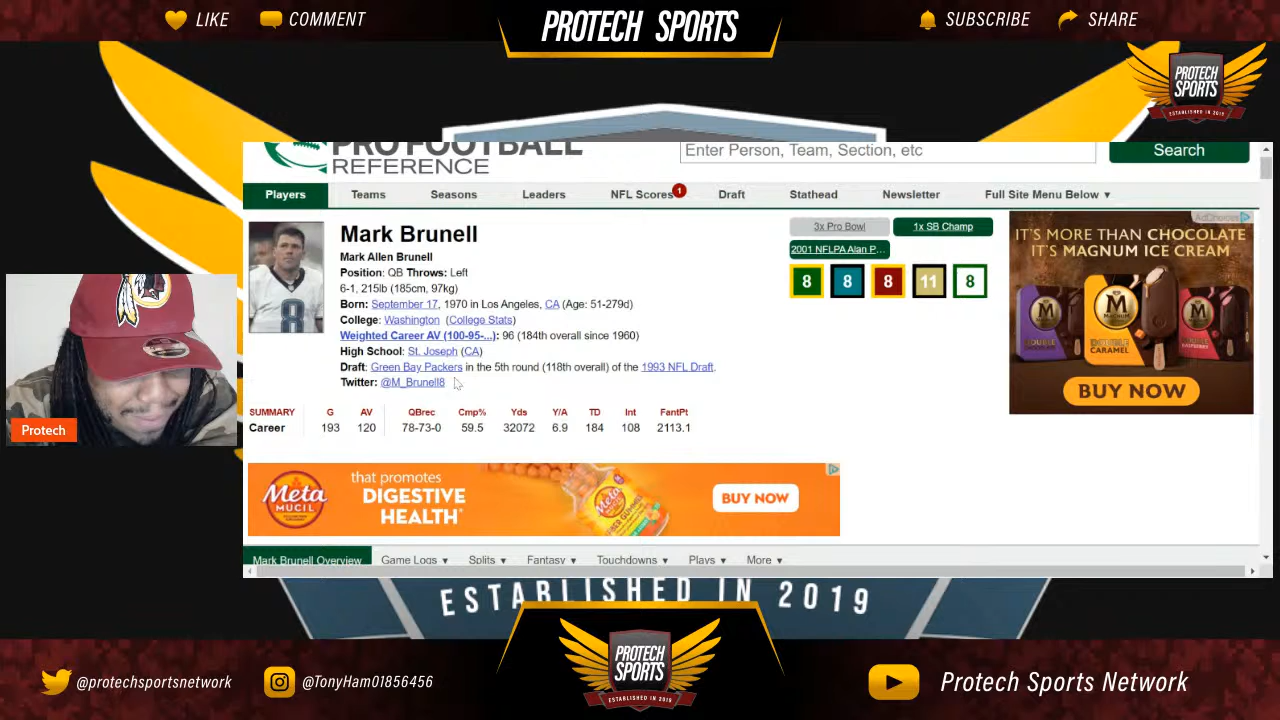 LIKE
COMMENT
PROTECH SPORTS
SUBSCRIBE
SHARE
PROTECH
SPORTS
ESTABLISHED IN 2019
PRO FOOTBALL
REFERENCE
Enter Person, Team, Section, etc
Search
Players
Teams
Seasons
Leaders
NFL Scores
1
Draft
Stathead
Newsletter
Full Site Menu Below ▼
Mark Brunell
Mark Allen Brunell
Position: QB Throws: Left
6-1, 215lb (185cm, 97kg)
Born: September 17, 1970 in Los Angeles, CA (Age: 51-279d)
College: Washington (College Stats)
Weighted Career AV (100-95-...): 96 (184th overall since 1960)
High School: St. Joseph (CA)
Draft: Green Bay Packers in the 5th round (118th overall) of the 1993 NFL Draft.
Twitter: @M_Brunell8
3x Pro Bowl
1x SB Champ
2001 NFLPA Alan P...
8
8
8
11
8
8
AdChoices
IT'S MORE THAN CHOCOLATE
IT'S MAGNUM ICE CREAM
M
DOUBLE
CARAMEL
DOUBLE
RASPBERRY
BUY NOW
SUMMARY G AV QBrec Cmp% Yds Y/A TD Int FantPt
Career 193 120 78-73-0 59.5 32072 6.9 184 108 2113.1
Protech
Meta
MUCIL
that promotes
DIGESTIVE
HEALTH*
Meta
BUY NOW
Mark Brunell Overview
Game Logs ▼
Splits ▼
Fantasy ▼
Touchdowns ▼
Plays ▼
More ▼
ESTABLISHED IN 2019
@protechsportsnetwork
@TonyHam01856456
PROTECH
SPORTS
ESTABLISHED IN 2019
Protech Sports Network